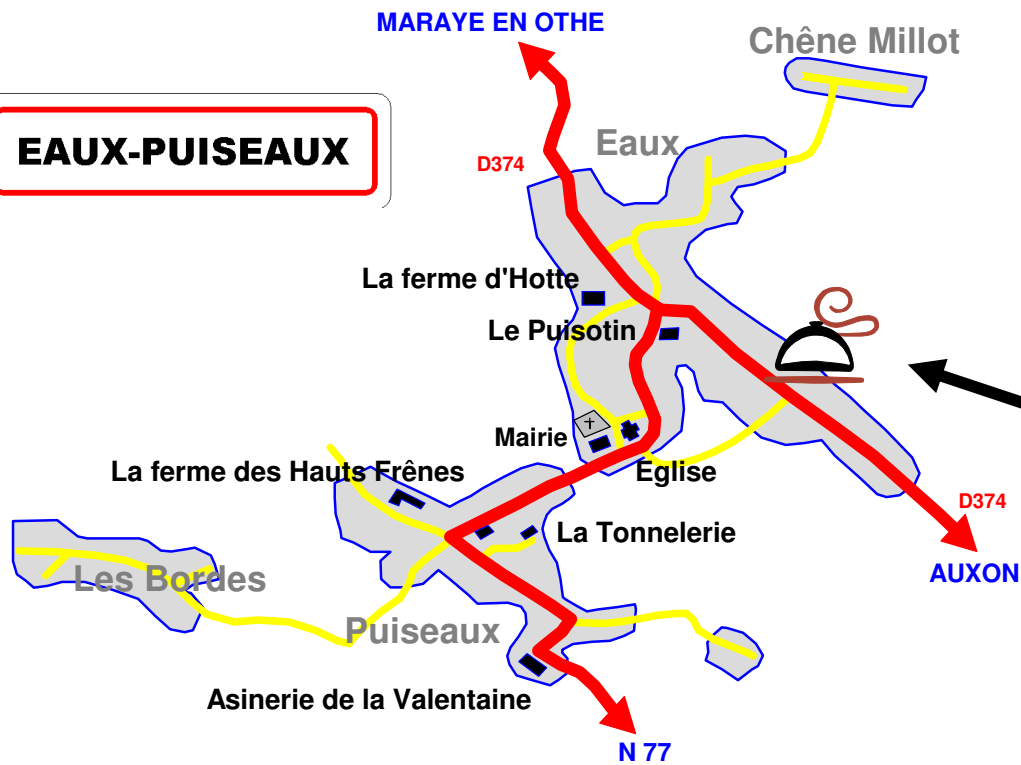 MARAYE EN OTHE
Chêne Millot
EAUX-PUISEAUX
Eaux
D374
La ferme d'Hotte
Le Puisotin
Mairie
La ferme des Hauts Frênes
Eglise
D374
La Tonnelerie
AUXON
Les Bordes
Puiseaux
Asinerie de la Valentaine
N 77